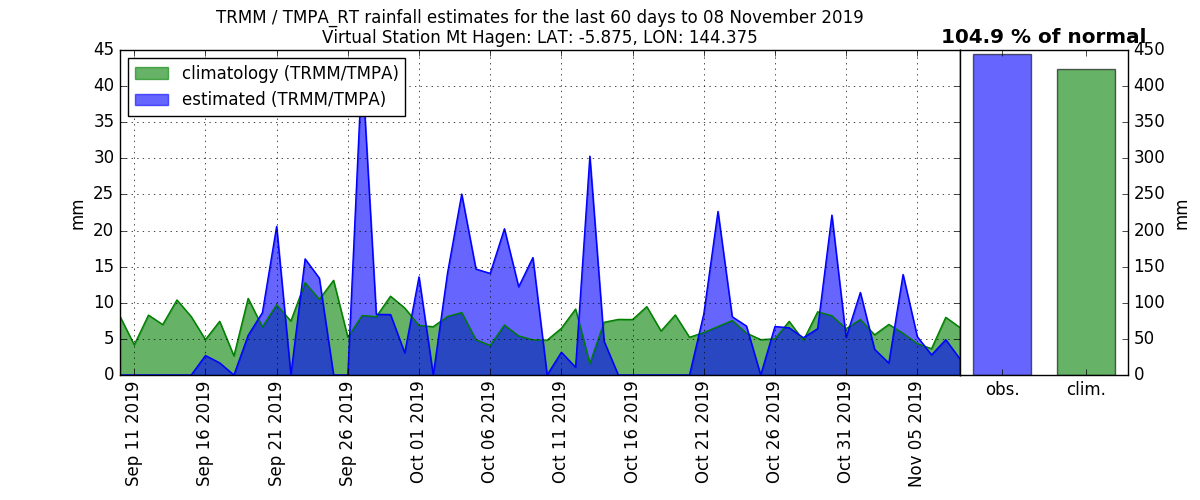 TRMM / TMPA_RT rainfall estimates for the last 60 days to 08 November 2019
Virtual Station Mt Hagen: LAT: -5.875, LON: 144.375
104.9 % of normal
climatology (TRMM/TMPA)
estimated (TRMM/TMPA)
mm
45
40
35
30
25
20
15
10
5
0
Sep 11 2019
Sep 16 2019
Sep 21 2019
Sep 26 2019
Oct 01 2019
Oct 06 2019
Oct 11 2019
Oct 16 2019
Oct 21 2019
Oct 26 2019
Oct 31 2019
Nov 05 2019
obs.
clim.
450
400
350
300
250
200
150
100
50
0
mm